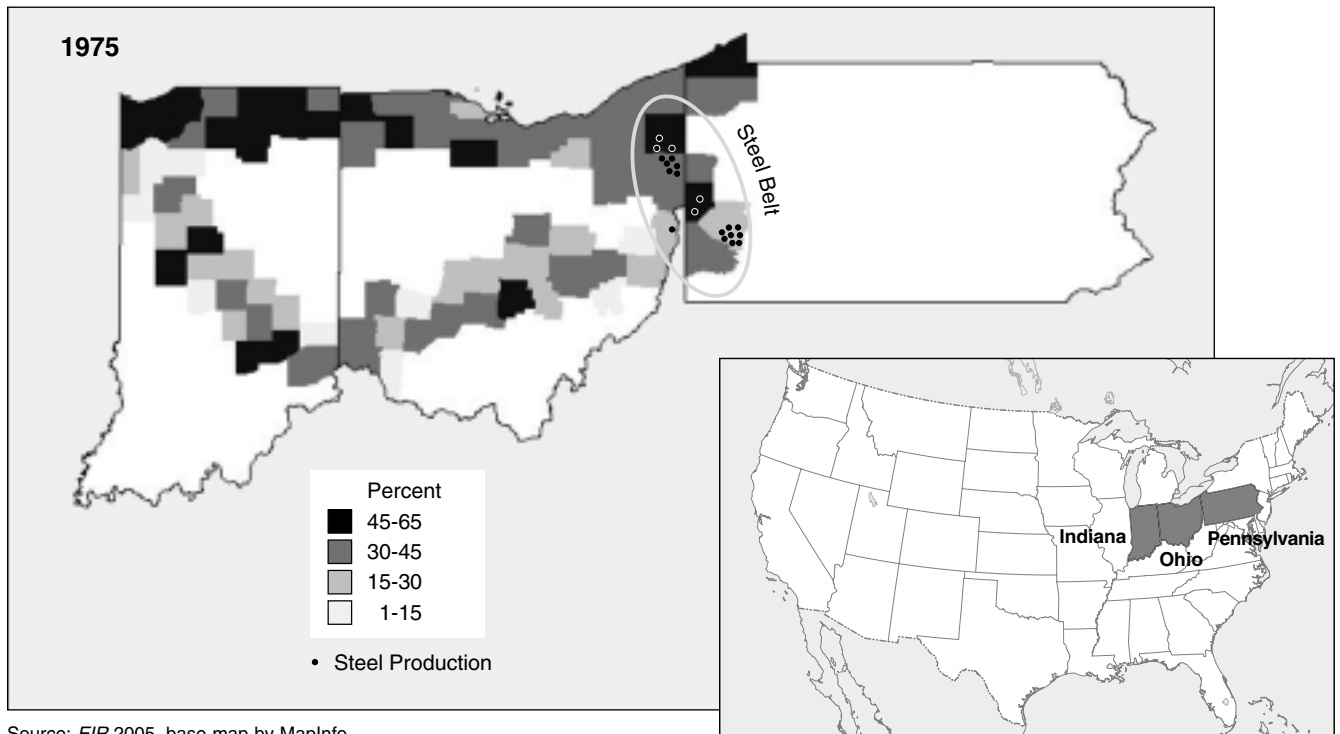 1975
Steel Belt
Percent
45-65
30-45
15-30
1-15
• Steel Production
Indiana
Ohio
Pennsylvania
Source: EIR 2005, base map by MapInfo